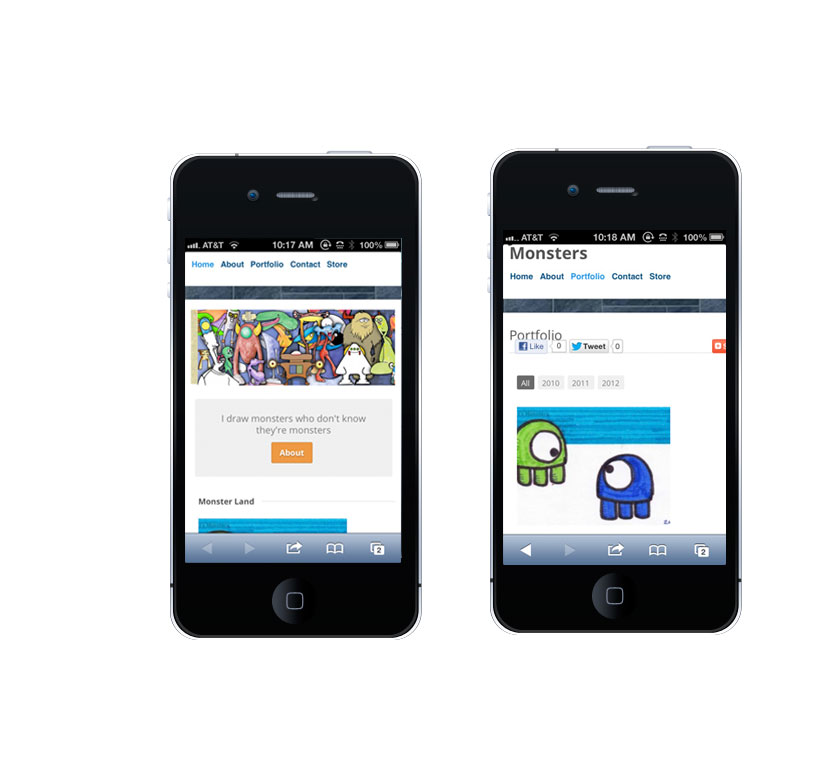 AT&T 10:17 AM 100%
Home About Portfolio Contact Store
I draw monsters who don't know
they're monsters
About
Monster Land
2
AT&T 10:18 AM 100%
Monsters
Home About Portfolio Contact Store
Portfolio
Like 0 Tweet 0
All 2010 2011 2012
2